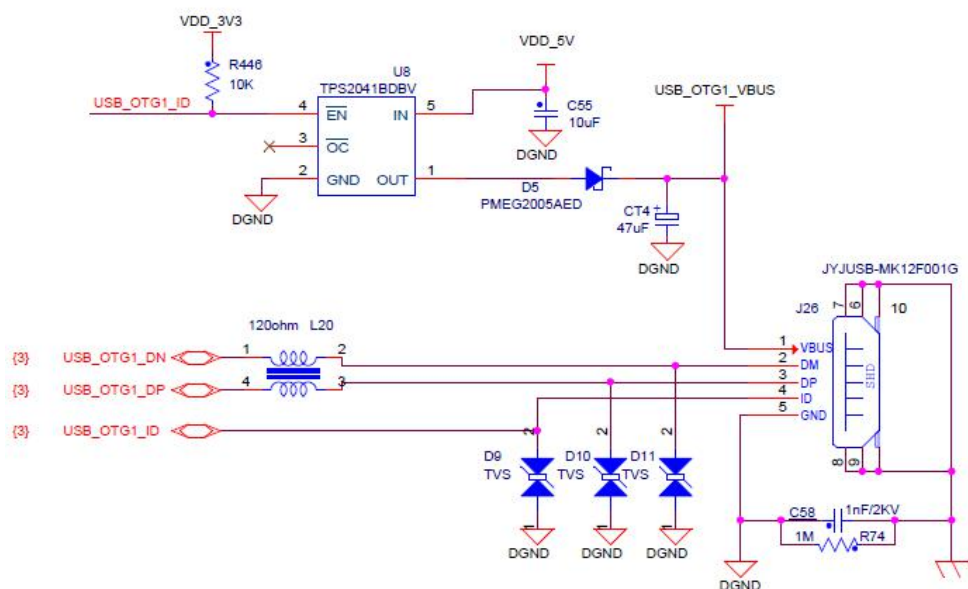 VDD_3V3
R446
10K
USB_OTG1_ID
U8
TPS2041BDBV
4 EN IN 5
3 OC
2 GND OUT 1
DGND
VDD_5V
C55
10uF
DGND
USB_OTG1_VBUS
D5
PMEG2005AED
CT4 +
47uF
DGND
JYJUSB-MK12F001G
J26
7 6 10
1 VBUS
2 DM
3 DP
4 ID
5 GND
SHD
8 9
120ohm L20
{3} USB_OTG1_DN 1 2
{3} USB_OTG1_DP 4 3
{3} USB_OTG1_ID
2 2 2
D9 D10 D11
TVS TVS TVS
1 1 1
DGND DGND DGND
C58 1nF/2KV
1M R74
DGND